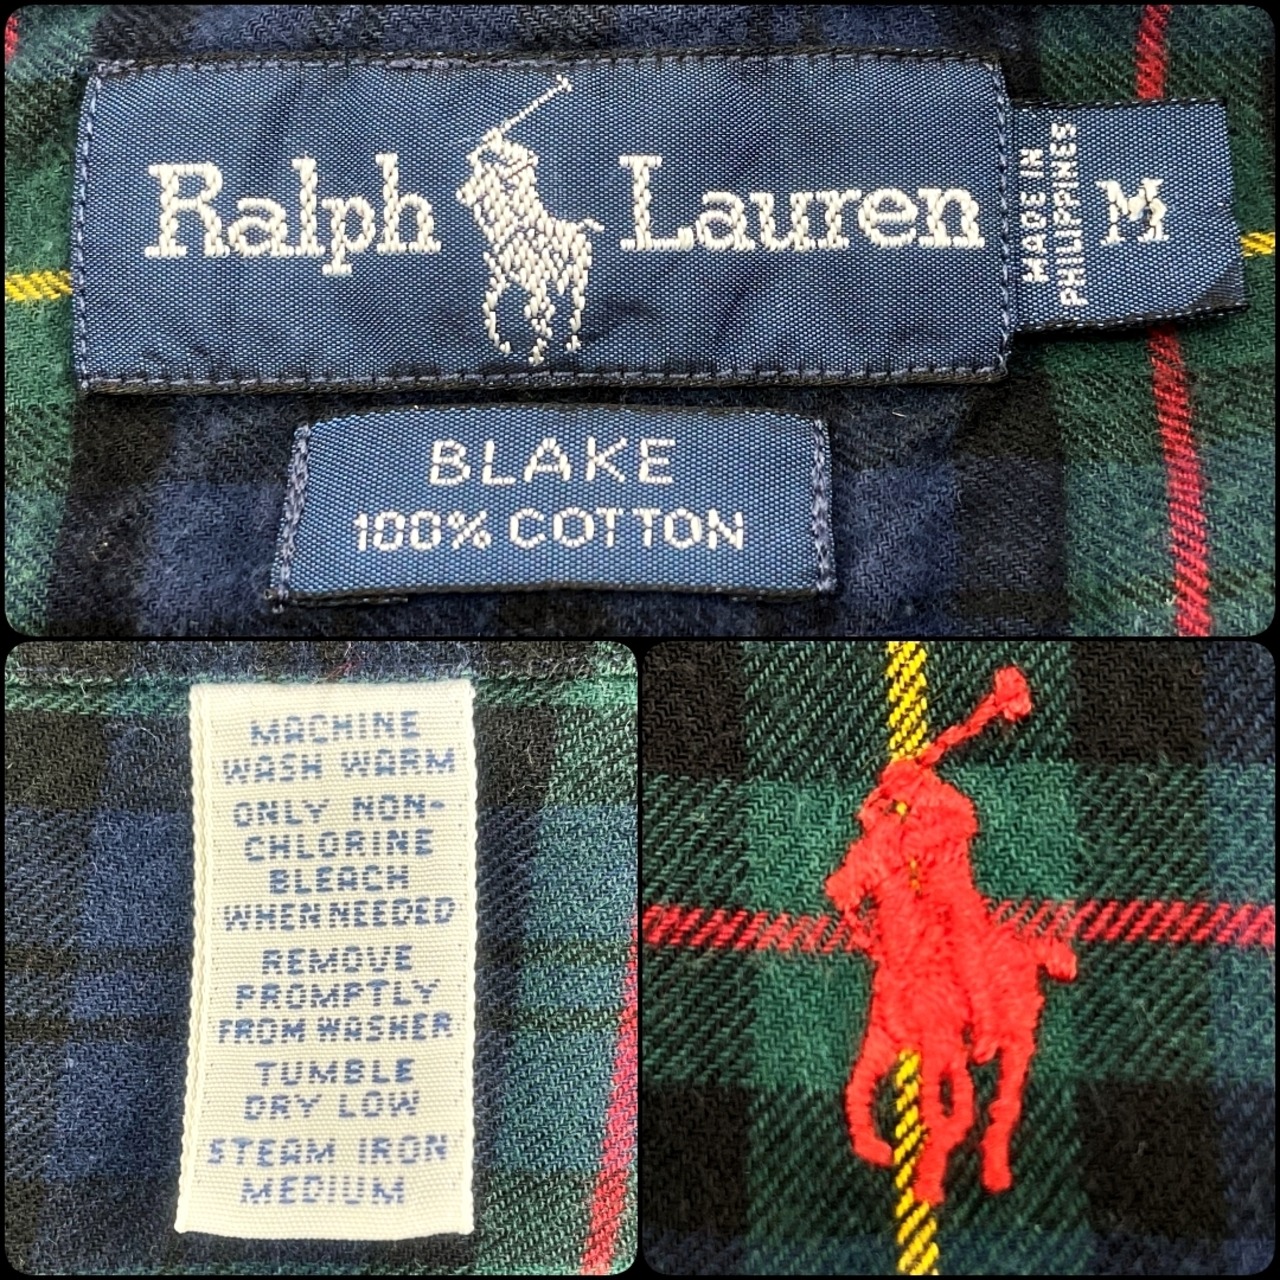 Ralph Lauren
MADE IN
PHILIPPINES
M
BLAKE
100% COTTON
MACHINE
WASH WARM
ONLY NON-
CHLORINE
BLEACH
WHEN NEEDED
REMOVE
PROMPTLY
FROM WASHER
TUMBLE
DRY LOW
STEAM IRON
MEDIUM